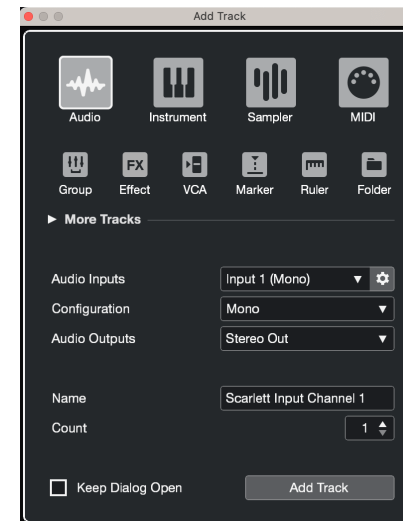 Add Track
Audio Instrument Sampler MIDI
FX
Group Effect VCA Marker Ruler Folder
More Tracks
Audio Inputs Input 1 (Mono)
Configuration Mono
Audio Outputs Stereo Out
Name Scarlett Input Channel 1
Count 1
Keep Dialog Open Add Track